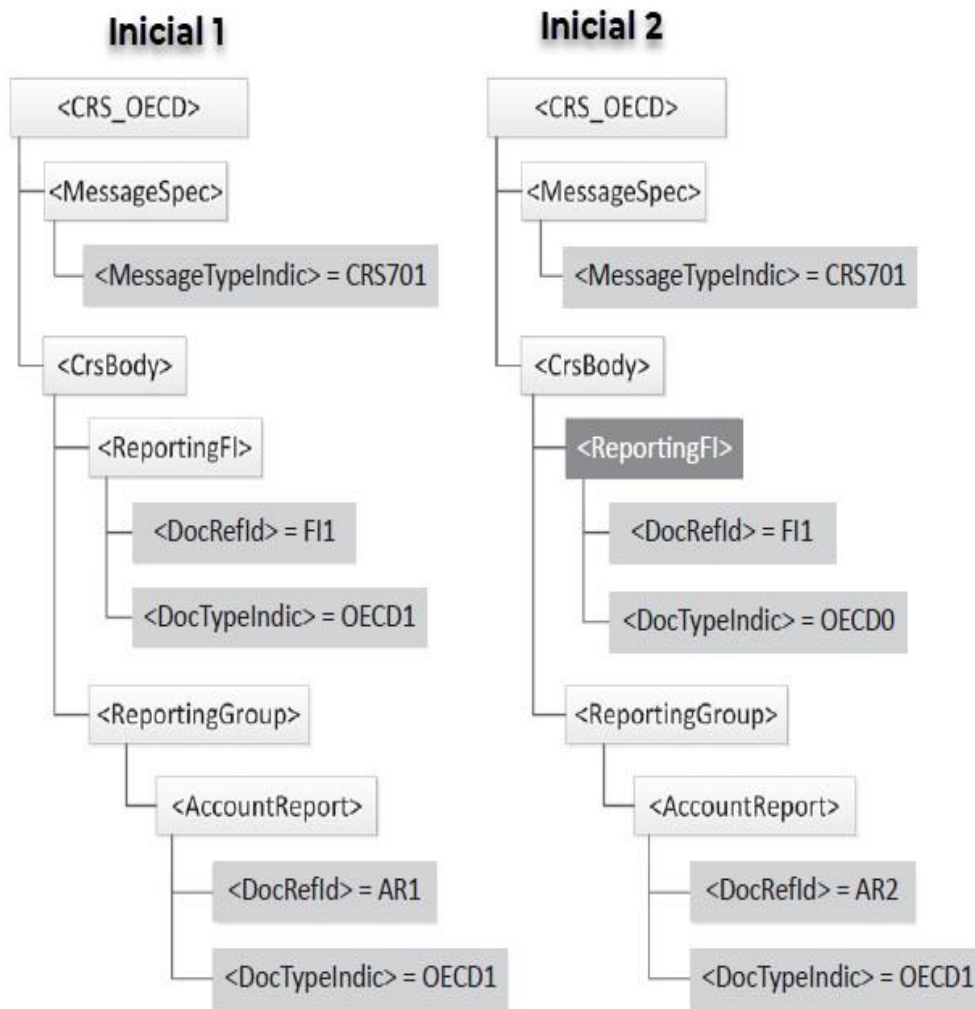 Inicial 1
<CRS_OECD>
<MessageSpec>
<MessageTypeIndic> = CRS701
<CrsBody>
<ReportingFI>
<DocRefId> = FI1
<DocTypeIndic> = OECD1
<ReportingGroup>
<AccountReport>
<DocRefId> = AR1
<DocTypeIndic> = OECD1
Inicial 2
<CRS_OECD>
<MessageSpec>
<MessageTypeIndic> = CRS701
<CrsBody>
<ReportingFI>
<DocRefId> = FI1
<DocTypeIndic> = OECD0
<ReportingGroup>
<AccountReport>
<DocRefId> = AR2
<DocTypeIndic> = OECD1